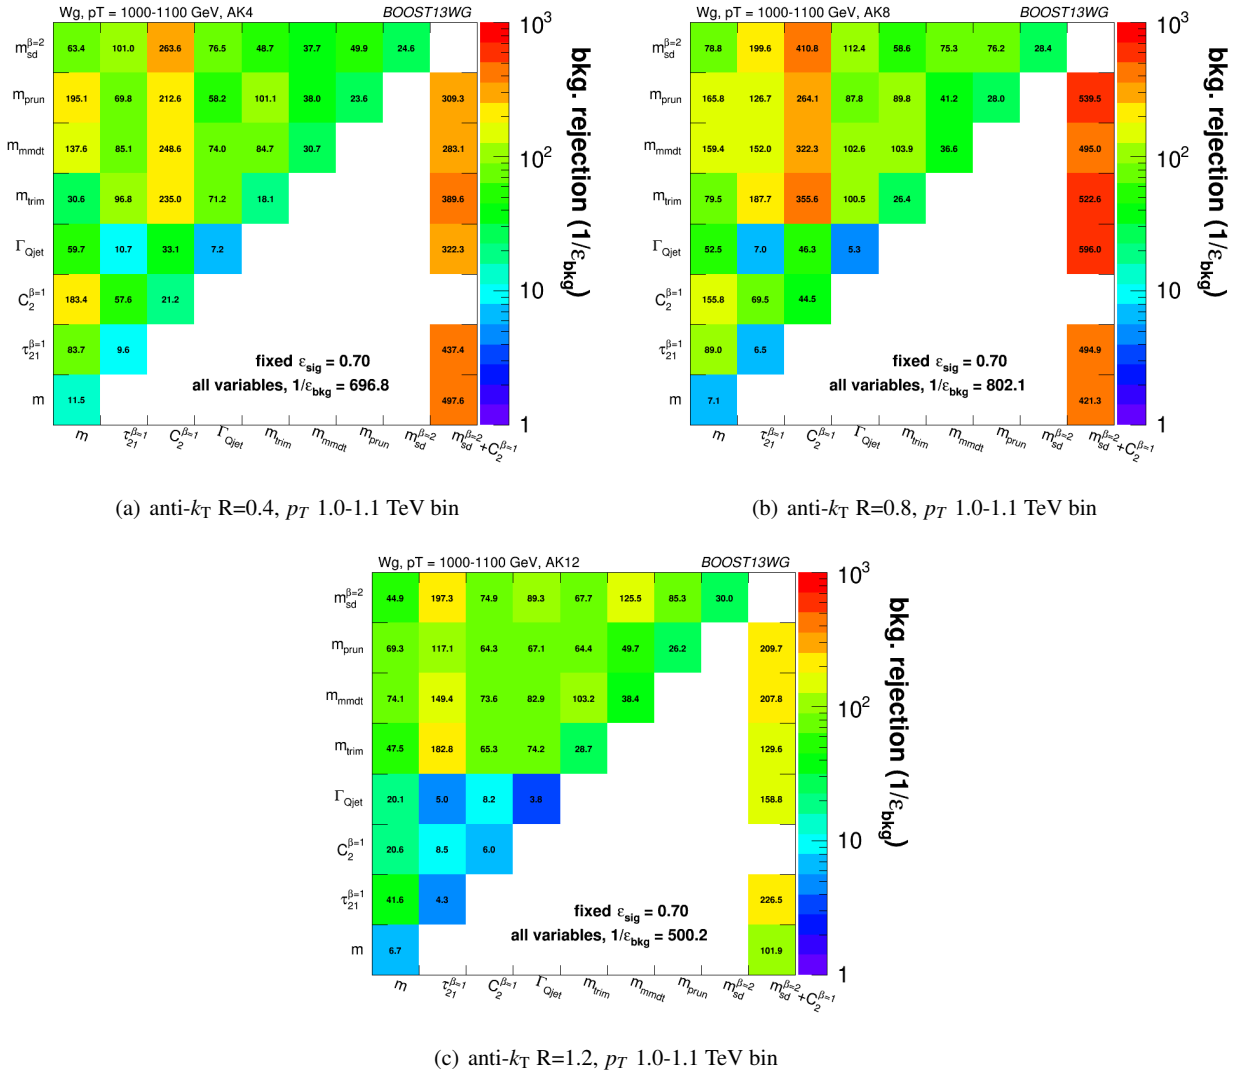 Wg, pT = 1000-1100 GeV, AK4 BOOST13WG
m_sd^β=2 63.4 101.0 263.6 76.5 48.7 37.7 49.9 24.6
m_prun 195.1 69.8 212.6 58.2 101.1 38.0 23.6 309.3
m_mmdt 137.6 85.1 248.6 74.0 84.7 30.7 283.1
m_trim 30.6 96.8 235.0 71.2 18.1 389.6
Γ_Qjet 59.7 10.7 33.1 7.2 322.3
C_2^β=1 183.4 57.6 21.2
τ_21^β=1 83.7 9.6 437.4
m 11.5 497.6
fixed ε_sig = 0.70
all variables, 1/ε_bkg = 696.8
m τ_21^β=1 C_2^β=1 Γ_Qjet m_trim m_mmdt m_prun m_sd^β=2 m_sd^β=2+C_2^β=1
10^3
10^2
10
1
bkg. rejection (1/ε_bkg)
(a) anti-k_T R=0.4, p_T 1.0-1.1 TeV bin
Wg, pT = 1000-1100 GeV, AK8 BOOST13WG
m_sd^β=2 78.8 199.6 410.8 112.4 58.6 75.3 76.2 28.4
m_prun 165.8 126.7 264.1 87.8 89.8 41.2 28.0 539.5
m_mmdt 159.4 152.0 322.3 102.6 103.9 36.6 495.0
m_trim 79.5 187.7 355.6 100.5 26.4 522.6
Γ_Qjet 52.5 7.0 46.3 5.3 596.0
C_2^β=1 155.8 69.5 44.5
τ_21^β=1 89.0 6.5 494.9
m 7.1 421.3
fixed ε_sig = 0.70
all variables, 1/ε_bkg = 802.1
m τ_21^β=1 C_2^β=1 Γ_Qjet m_trim m_mmdt m_prun m_sd^β=2 m_sd^β=2+C_2^β=1
10^3
10^2
10
1
bkg. rejection (1/ε_bkg)
(b) anti-k_T R=0.8, p_T 1.0-1.1 TeV bin
Wg, pT = 1000-1100 GeV, AK12 BOOST13WG
m_sd^β=2 44.9 197.3 74.9 89.3 67.7 125.5 85.3 30.0
m_prun 69.3 117.1 64.3 67.1 64.4 49.7 26.2 209.7
m_mmdt 74.1 149.4 73.6 82.9 103.2 38.4 207.8
m_trim 47.5 182.8 65.3 74.2 28.7 129.6
Γ_Qjet 20.1 5.0 8.2 3.8 158.8
C_2^β=1 20.6 8.5 6.0
τ_21^β=1 41.6 4.3 226.5
m 6.7 101.9
fixed ε_sig = 0.70
all variables, 1/ε_bkg = 500.2
m τ_21^β=1 C_2^β=1 Γ_Qjet m_trim m_mmdt m_prun m_sd^β=2 m_sd^β=2+C_2^β=1
10^3
10^2
10
1
bkg. rejection (1/ε_bkg)
(c) anti-k_T R=1.2, p_T 1.0-1.1 TeV bin